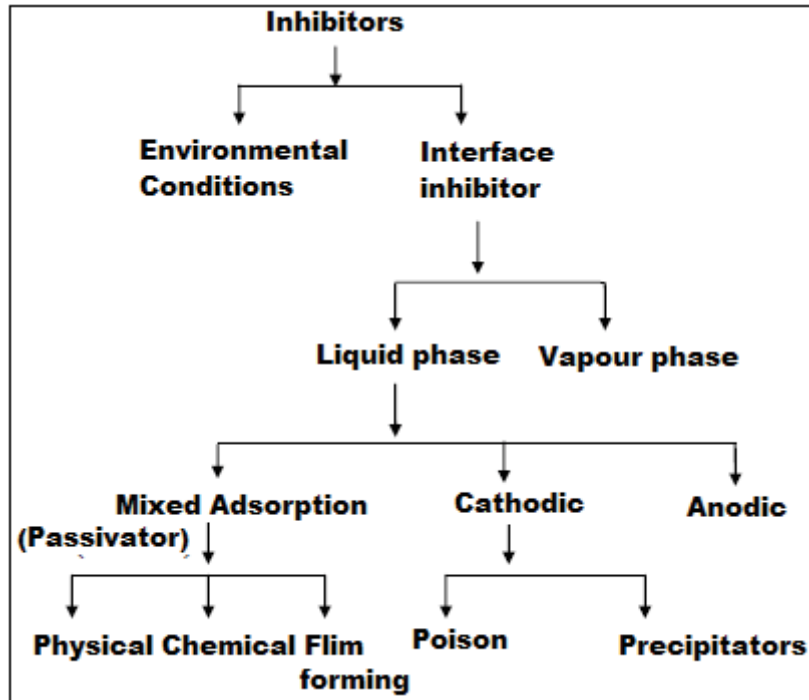 Inhibitors
Environmental
Conditions
Interface
inhibitor
Liquid phase
Vapour phase
Mixed Adsorption
(Passivator)
Cathodic
Anodic
Physical Chemical Flim
forming
Poison
Precipitators